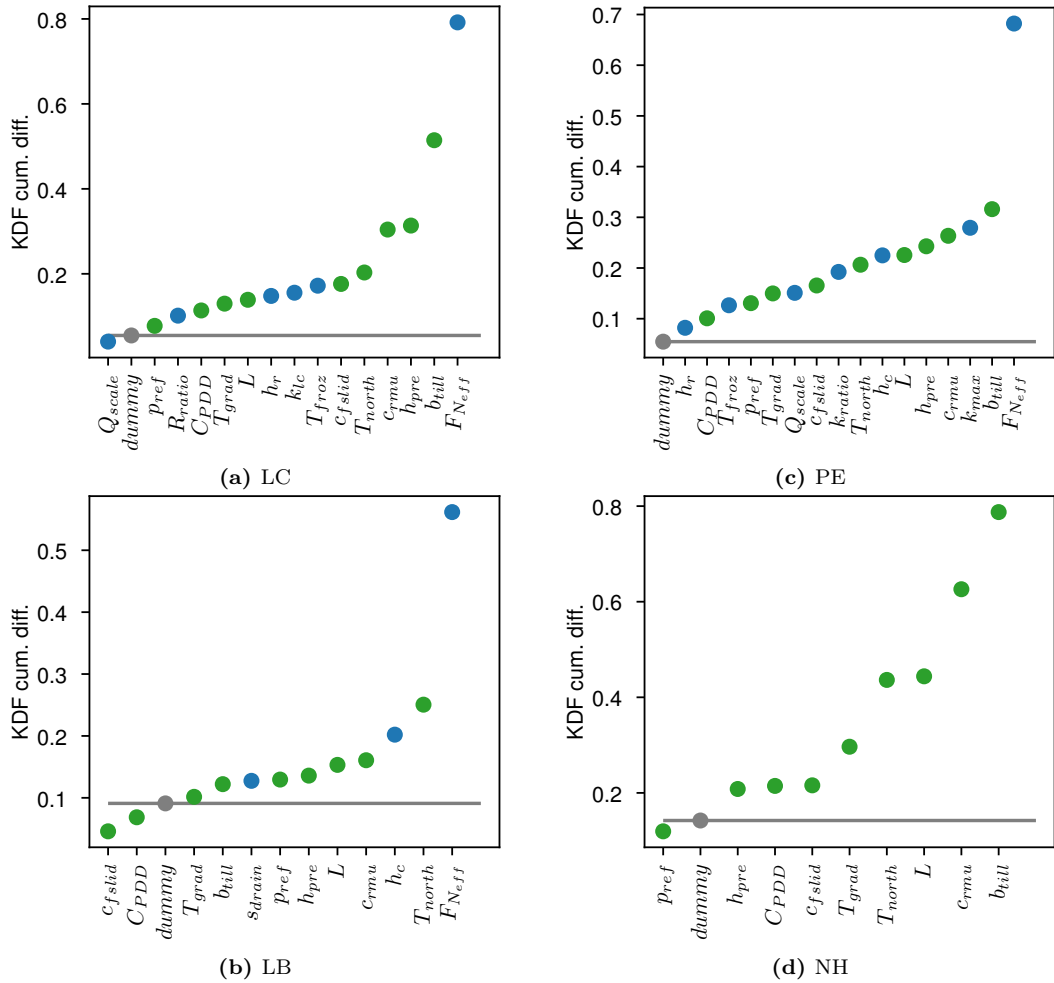 KDF cum. diff.
0.8
0.6
0.4
0.2
Q_scale
dummy
p_ref
R_ratio
C_PDD
T_grad
L
h_r
k_lc
T_froz
c_fslid
T_north
c_rmu
h_pre
b_till
F_N_eff
(a) LC
KDF cum. diff.
0.7
0.6
0.5
0.4
0.3
0.2
0.1
dummy
h_r
C_PDD
T_froz
p_ref
T_grad
Q_scale
c_fslid
k_ratio
T_north
h_c
L
h_pre
c_rmu
k_max
b_till
F_N_eff
(c) PE
KDF cum. diff.
0.5
0.4
0.3
0.2
0.1
c_fslid
C_PDD
dummy
T_grad
b_till
s_drain
p_ref
h_pre
L
c_rmu
h_c
T_north
F_N_eff
(b) LB
KDF cum. diff.
0.8
0.6
0.4
0.2
p_ref
dummy
h_pre
C_PDD
c_fslid
T_grad
T_north
L
c_rmu
b_till
(d) NH